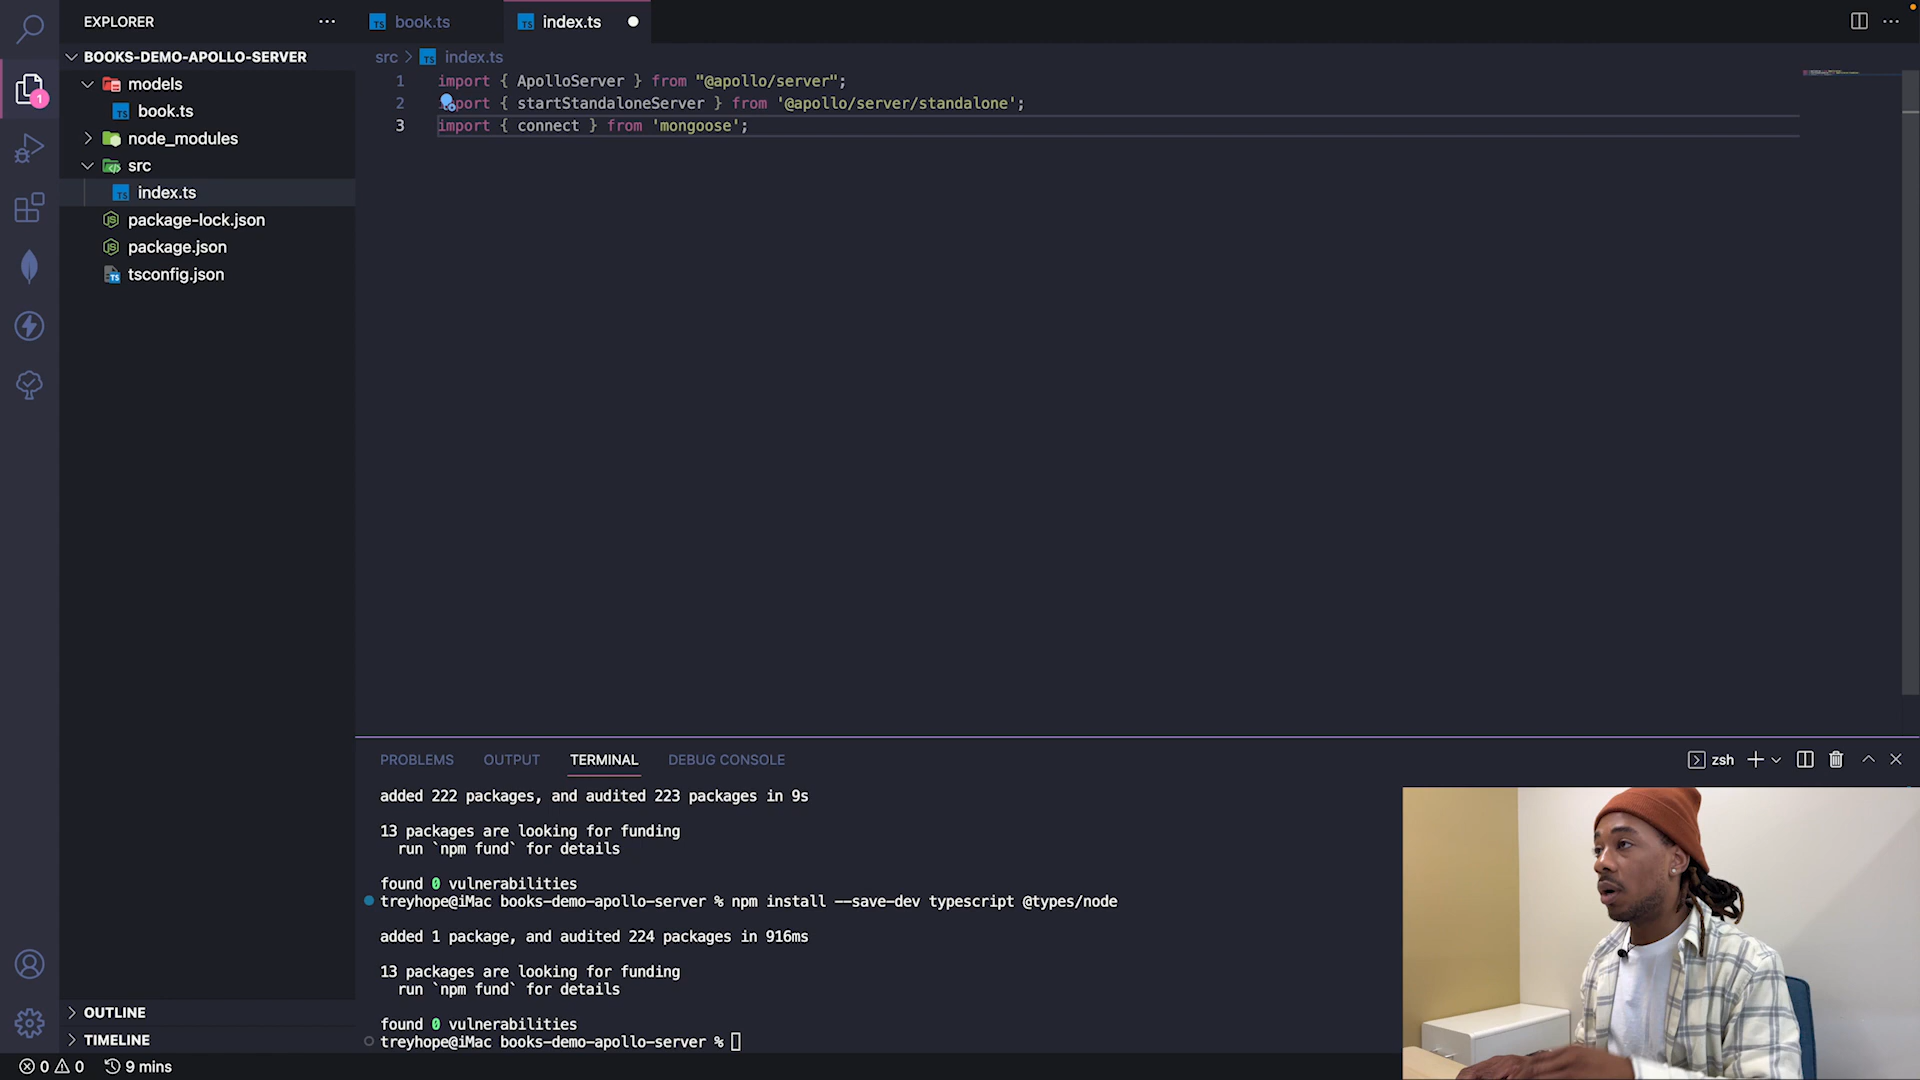 EXPLORER
BOOKS-DEMO-APOLLO-SERVER
models
book.ts
node_modules
src
index.ts
package-lock.json
package.json
tsconfig.json
OUTLINE
TIMELINE
book.ts
index.ts
src > index.ts
1 import { ApolloServer } from "@apollo/server";
2 import { startStandaloneServer } from '@apollo/server/standalone';
3 import { connect } from 'mongoose';
PROBLEMS OUTPUT TERMINAL DEBUG CONSOLE
zsh
added 222 packages, and audited 223 packages in 9s
13 packages are looking for funding
run `npm fund` for details
found 0 vulnerabilities
treyhope@iMac books-demo-apollo-server % npm install --save-dev typescript @types/node
added 1 package, and audited 224 packages in 916ms
13 packages are looking for funding
run `npm fund` for details
found 0 vulnerabilities
treyhope@iMac books-demo-apollo-server %
0 0 9 mins
1